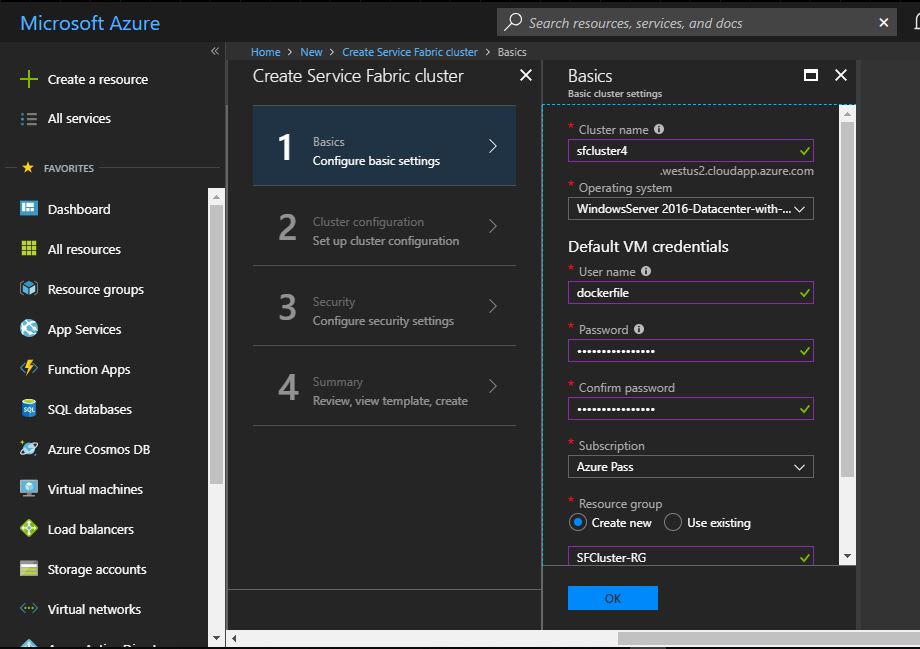 Microsoft Azure
Search resources, services, and docs
Home > New > Create Service Fabric cluster > Basics
Create a resource
All services
FAVORITES
Dashboard
All resources
Resource groups
App Services
Function Apps
SQL databases
Azure Cosmos DB
Virtual machines
Load balancers
Storage accounts
Virtual networks
Create Service Fabric cluster
1
Basics
Configure basic settings
2
Cluster configuration
Set up cluster configuration
3
Security
Configure security settings
4
Summary
Review, view template, create
Basics
Basic cluster settings
* Cluster name
sfcluster4
.westus2.cloudapp.azure.com
* Operating system
WindowsServer 2016-Datacenter-with-...
Default VM credentials
* User name
dockerfile
* Password
••••••••••••••••
* Confirm password
••••••••••••••••
* Subscription
Azure Pass
* Resource group
Create new Use existing
SFCluster-RG
OK